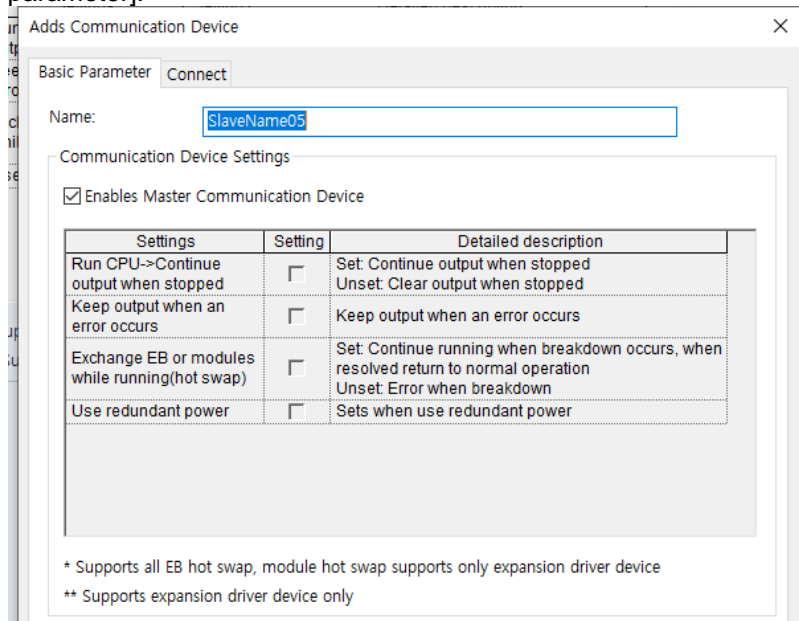 parameter].
Adds Communication Device
Basic Parameter Connect
Name: SlaveName05
Communication Device Settings
Enables Master Communication Device
Settings Setting Detailed description
Run CPU->Continue
output when stopped
Set: Continue output when stopped
Unset: Clear output when stopped
Keep output when an
error occurs
Keep output when an error occurs
Exchange EB or modules
while running(hot swap)
Set: Continue running when breakdown occurs, when
resolved return to normal operation
Unset: Error when breakdown
Use redundant power Sets when use redundant power
* Supports all EB hot swap, module hot swap supports only expansion driver device
** Supports expansion driver device only